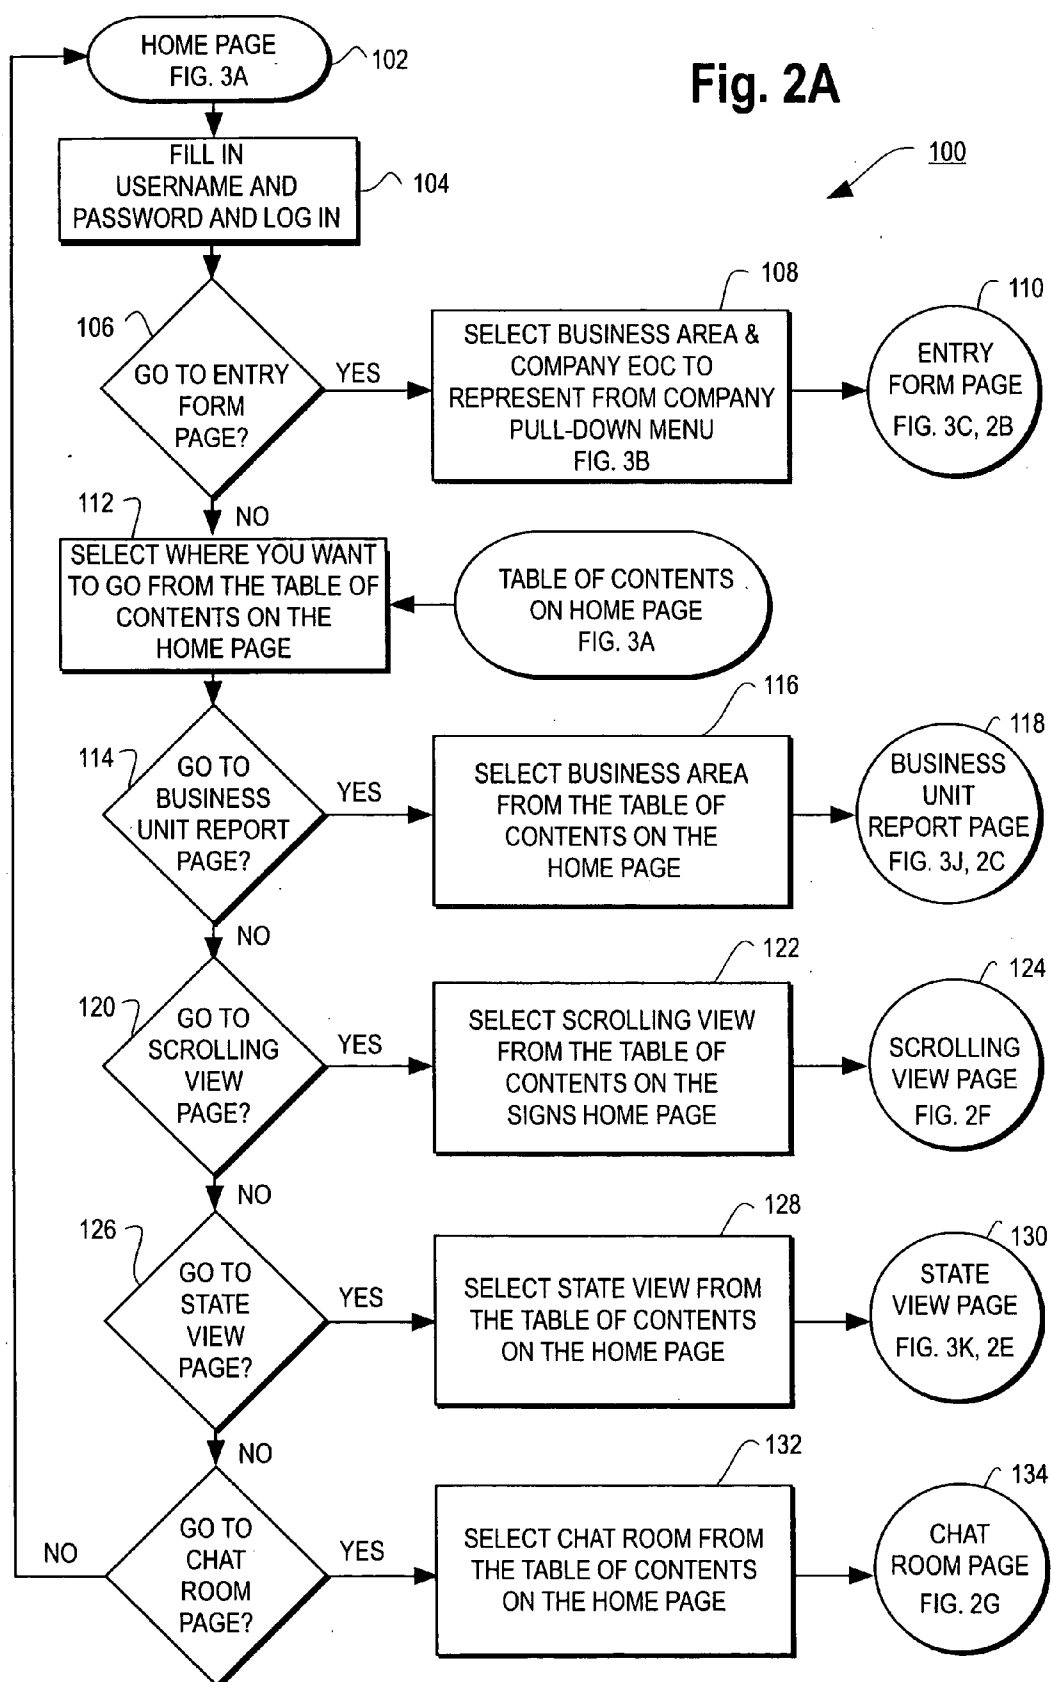 HOME PAGE
FIG. 3A
102
Fig. 2A
100
FILL IN
USERNAME AND
PASSWORD AND LOG IN
104
106
GO TO ENTRY
FORM
PAGE?
YES
NO
108
SELECT BUSINESS AREA &
COMPANY EOC TO
REPRESENT FROM COMPANY
PULL-DOWN MENU
FIG. 3B
110
ENTRY
FORM PAGE
FIG. 3C, 2B
112
SELECT WHERE YOU WANT
TO GO FROM THE TABLE OF
CONTENTS ON THE
HOME PAGE
TABLE OF CONTENTS
ON HOME PAGE
FIG. 3A
114
GO TO
BUSINESS
UNIT REPORT
PAGE?
YES
NO
116
SELECT BUSINESS AREA
FROM THE TABLE OF
CONTENTS ON THE
HOME PAGE
118
BUSINESS
UNIT
REPORT PAGE
FIG. 3J, 2C
120
GO TO
SCROLLING
VIEW
PAGE?
YES
NO
122
SELECT SCROLLING VIEW
FROM THE TABLE OF
CONTENTS ON THE
SIGNS HOME PAGE
124
SCROLLING
VIEW PAGE
FIG. 2F
126
GO TO
STATE
VIEW
PAGE?
YES
NO
128
SELECT STATE VIEW FROM
THE TABLE OF CONTENTS
ON THE HOME PAGE
130
STATE
VIEW PAGE
FIG. 3K, 2E
GO TO
CHAT
ROOM
PAGE?
NO
YES
132
SELECT CHAT ROOM FROM
THE TABLE OF CONTENTS
ON THE HOME PAGE
134
CHAT
ROOM PAGE
FIG. 2G